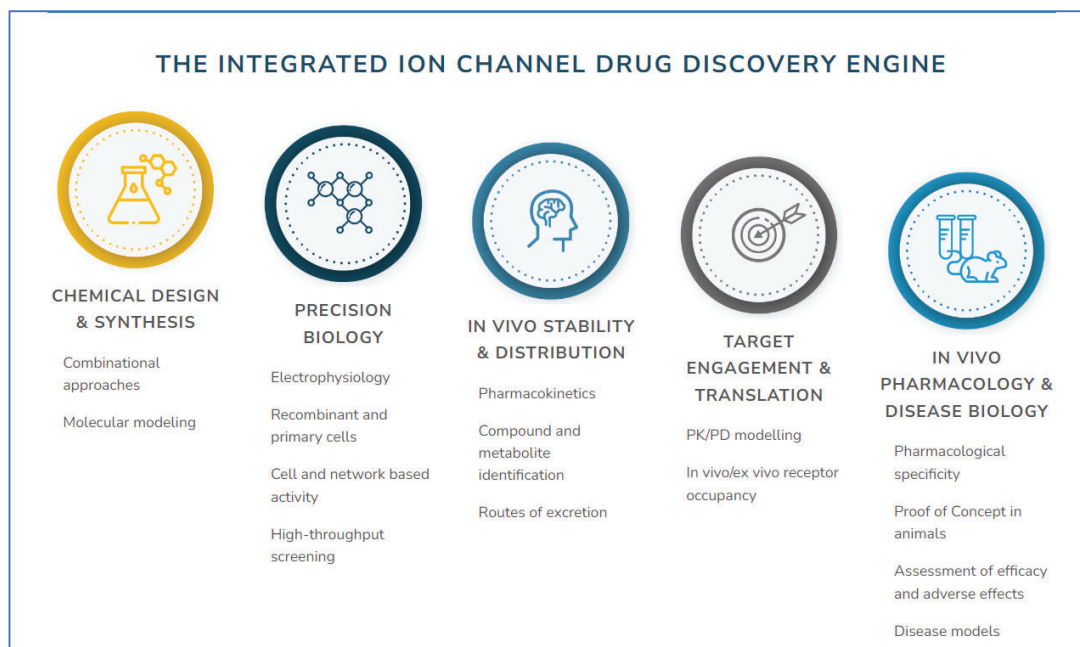 THE INTEGRATED ION CHANNEL DRUG DISCOVERY ENGINE
CHEMICAL DESIGN
& SYNTHESIS
Combinational
approaches
Molecular modeling
PRECISION
BIOLOGY
Electrophysiology
Recombinant and
primary cells
Cell and network based
activity
High-throughput
screening
IN VIVO STABILITY
& DISTRIBUTION
Pharmacokinetics
Compound and
metabolite
identification
Routes of excretion
TARGET
ENGAGEMENT &
TRANSLATION
PK/PD modelling
In vivo/ex vivo receptor
occupancy
IN VIVO
PHARMACOLOGY &
DISEASE BIOLOGY
Pharmacological
specificity
Proof of Concept in
animals
Assessment of efficacy
and adverse effects
Disease models